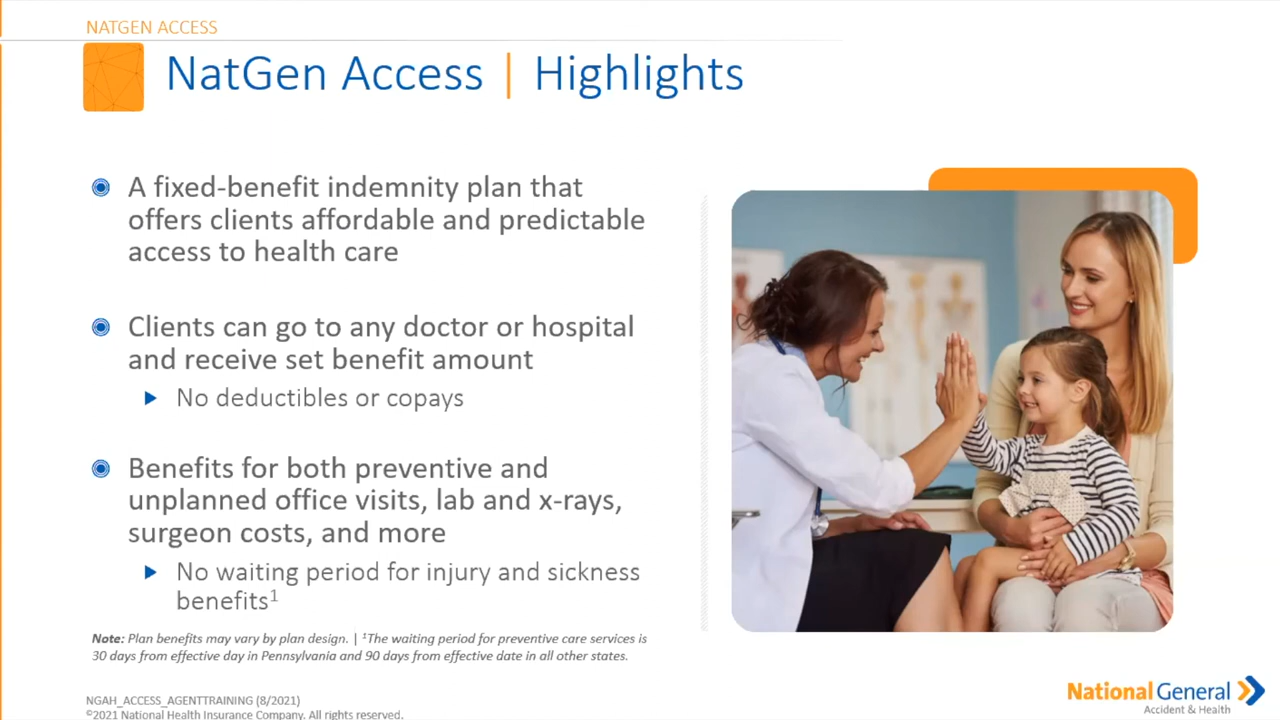 NATGEN ACCESS
NatGen Access | Highlights
A fixed-benefit indemnity plan that
offers clients affordable and predictable
access to health care
Clients can go to any doctor or hospital
and receive set benefit amount
No deductibles or copays
Benefits for both preventive and
unplanned office visits, lab and x-rays,
surgeon costs, and more
No waiting period for injury and sickness
benefits¹
Note: Plan benefits may vary by plan design. | ¹The waiting period for preventive care services is
30 days from effective day in Pennsylvania and 90 days from effective date in all other states.
NGAH_ACCESS_AGENTTRAINING (8/2021)
©2021 National Health Insurance Company. All rights reserved.
National General
Accident & Health